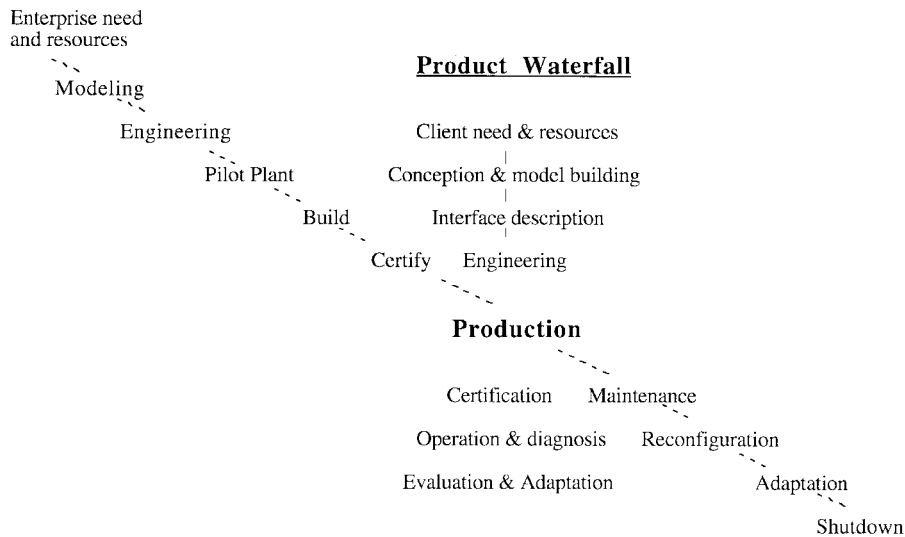 Enterprise need
and resources
Product Waterfall
Modeling
Engineering
Client need & resources
Pilot Plant
Conception & model building
Build
Interface description
Certify
Engineering
Production
Certification
Maintenance
Operation & diagnosis
Reconfiguration
Evaluation & Adaptation
Adaptation
Shutdown